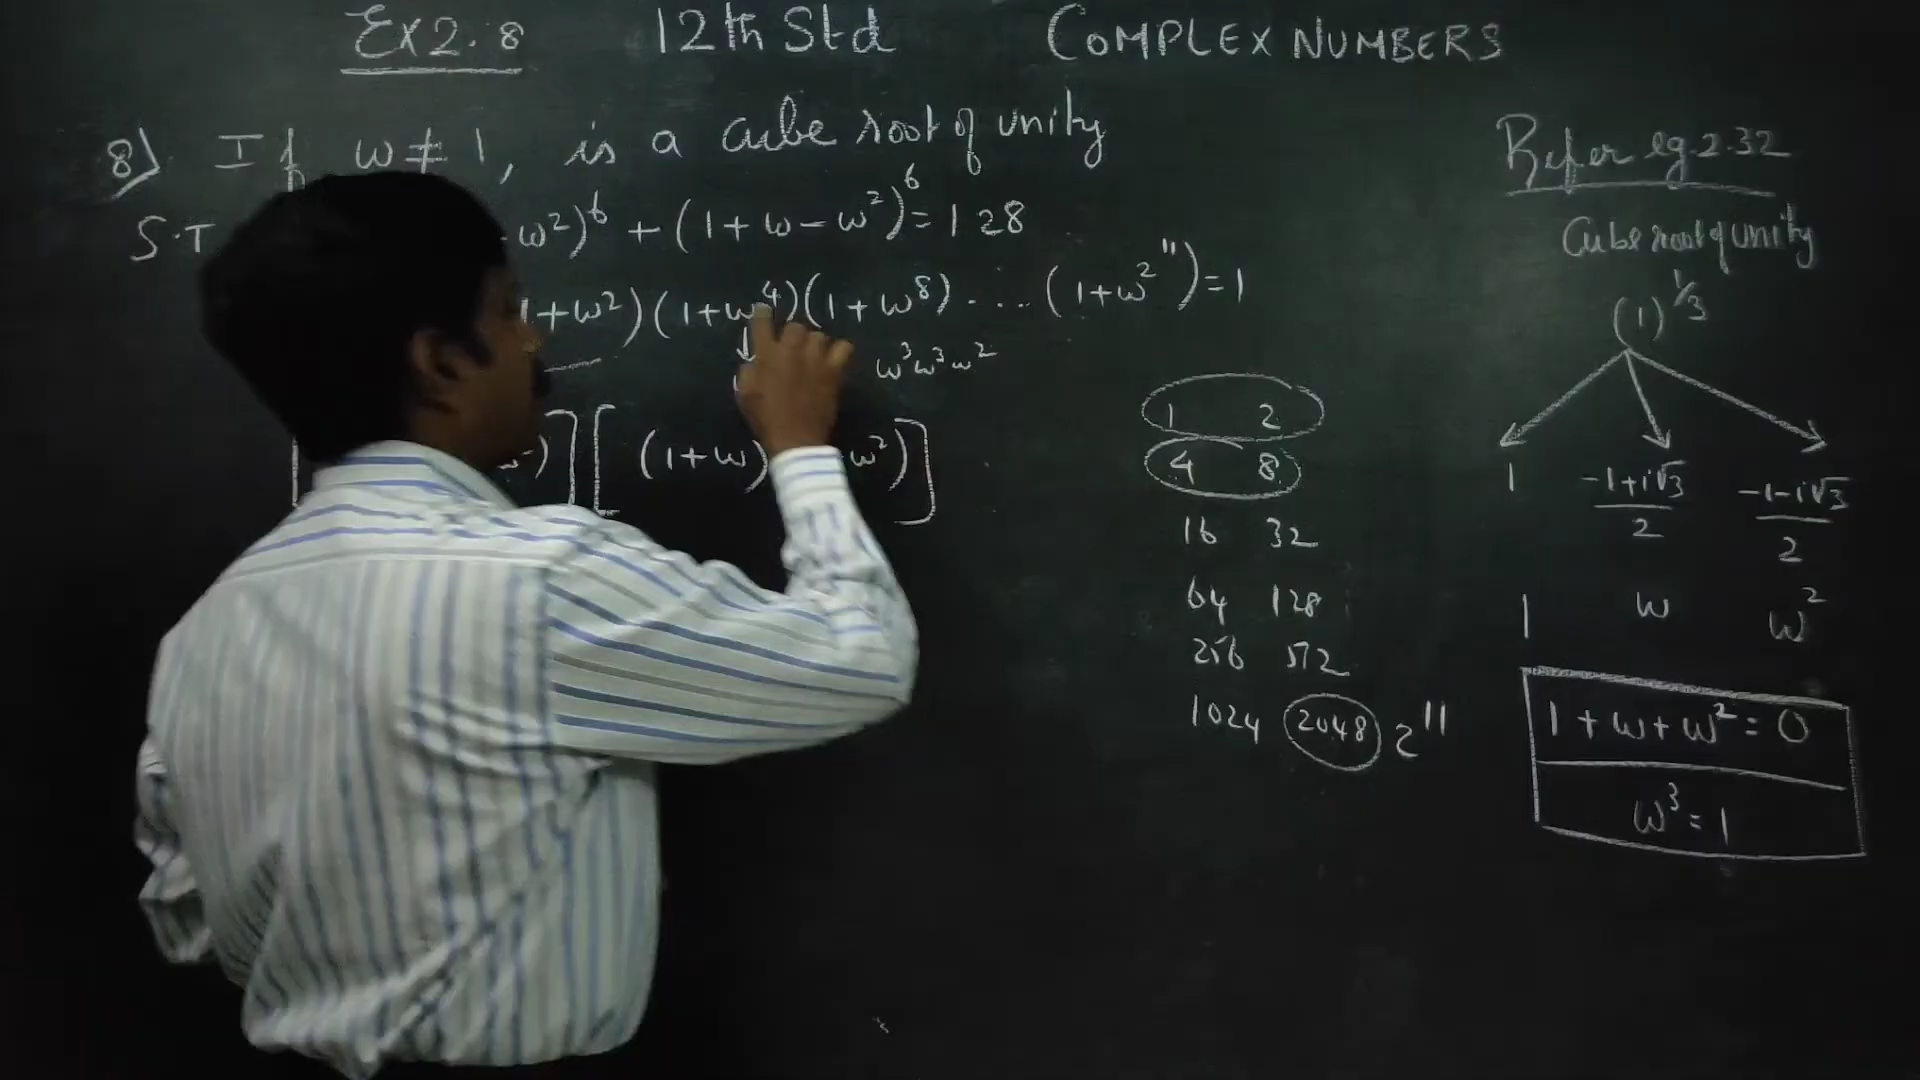 Ex 2.8 12th Std COMPLEX NUMBERS
8) If ω ≠ 1, is a cube root of unity
S.T ω²)⁶ + (1+ω-ω²)⁶ = 128
1+ω²)(1+ω⁴)(1+ω⁸)....(1+ω^2^11) = 1
ω³ω³ω²
)] [ (1+ω) ω²)]
1 2
4 8
16 32
64 128
256 512
1024 2048 2¹¹
Refer eg.2.32
Cube root of unity
(1)^1/3
1 (-1+i√3)/2 (-1-i√3)/2
1 ω ω²
1+ω+ω² = 0
ω³ = 1